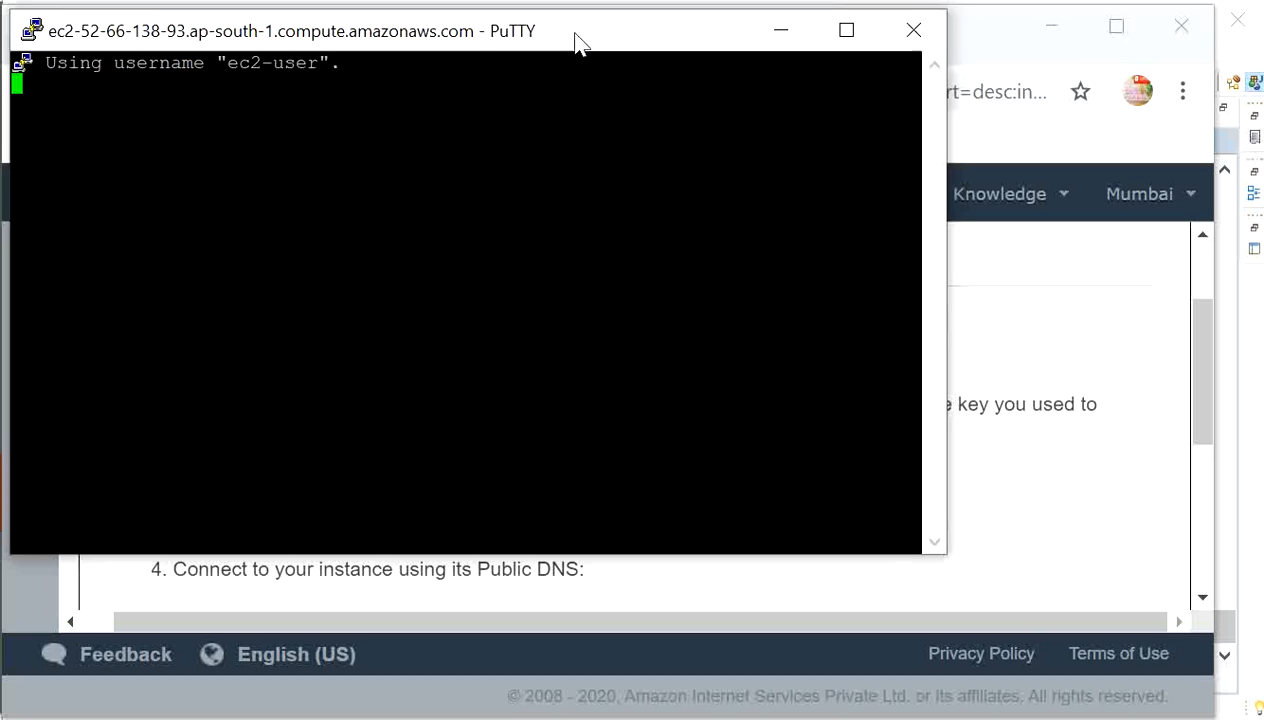 ec2-52-66-138-93.ap-south-1.compute.amazonaws.com - PuTTY
Using username "ec2-user".
rt=desc:in...
Knowledge
Mumbai
key you used to
4. Connect to your instance using its Public DNS:
Feedback
English (US)
Privacy Policy
Terms of Use
© 2008 - 2020, Amazon Internet Services Private Ltd. or its affiliates. All rights reserved.